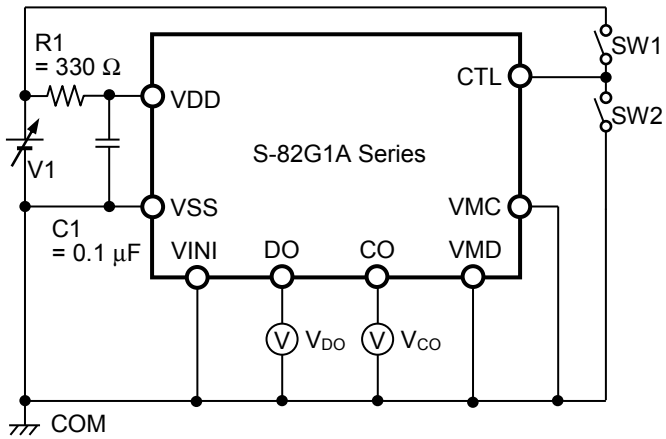 R1
= 330 Ω
SW1
CTL
VDD
SW2
S-82G1A Series
V1
VSS
VMC
C1
= 0.1 μF
VINI
DO
CO
VMD
V
VDO
V
VCO
COM